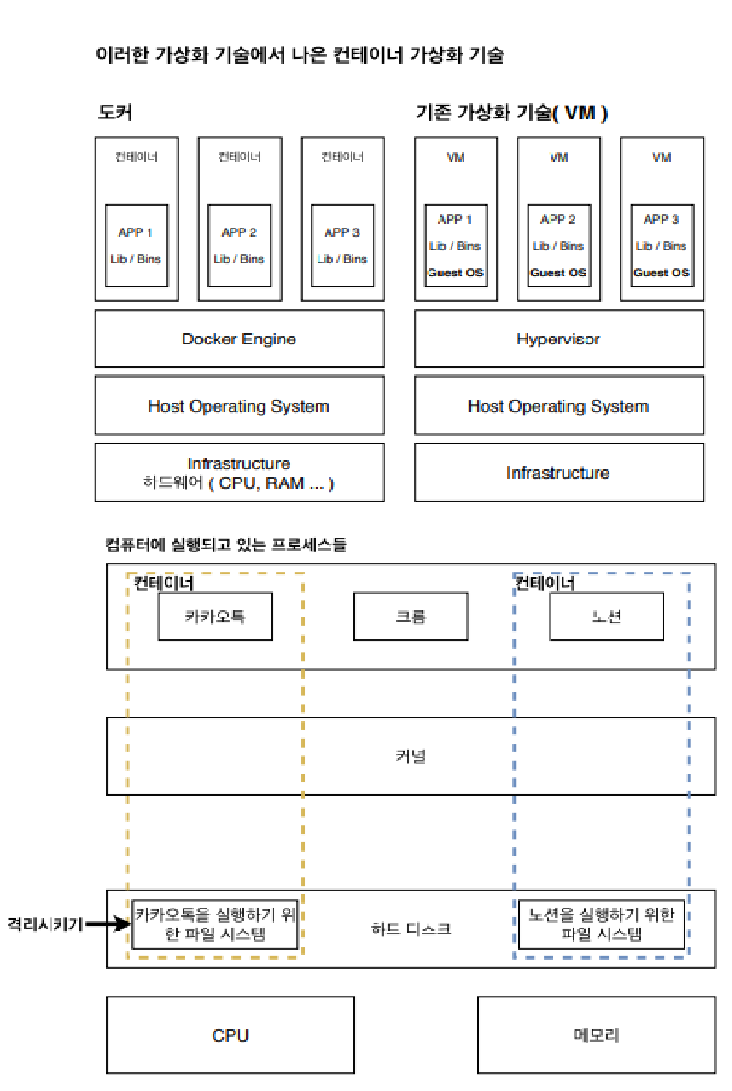 이러한 가상화 기술에서 나온 컨테이너 가상화 기술
도커
기존 가상화 기술( VM )
컨테이너
컨테이너
컨테이너
VM
VM
VM
APP 1
Lib / Bins
APP 2
Lib / Bins
APP 3
Lib / Bins
APP 1
Lib / Bins
Guest OS
APP 2
Lib / Bins
Guest OS
APP 3
Lib / Bins
Guest OS
Docker Engine
Hypervisor
Host Operating System
Host Operating System
Infrastructure
하드웨어 ( CPU, RAM ... )
Infrastructure
컴퓨터에 실행되고 있는 프로세스들
컨테이너
컨테이너
카카오톡
크롬
노션
커널
격리시키기
카카오톡을 실행하기 위
한 파일 시스템
하드 디스크
노션을 실행하기 위한
파일 시스템
CPU
메모리